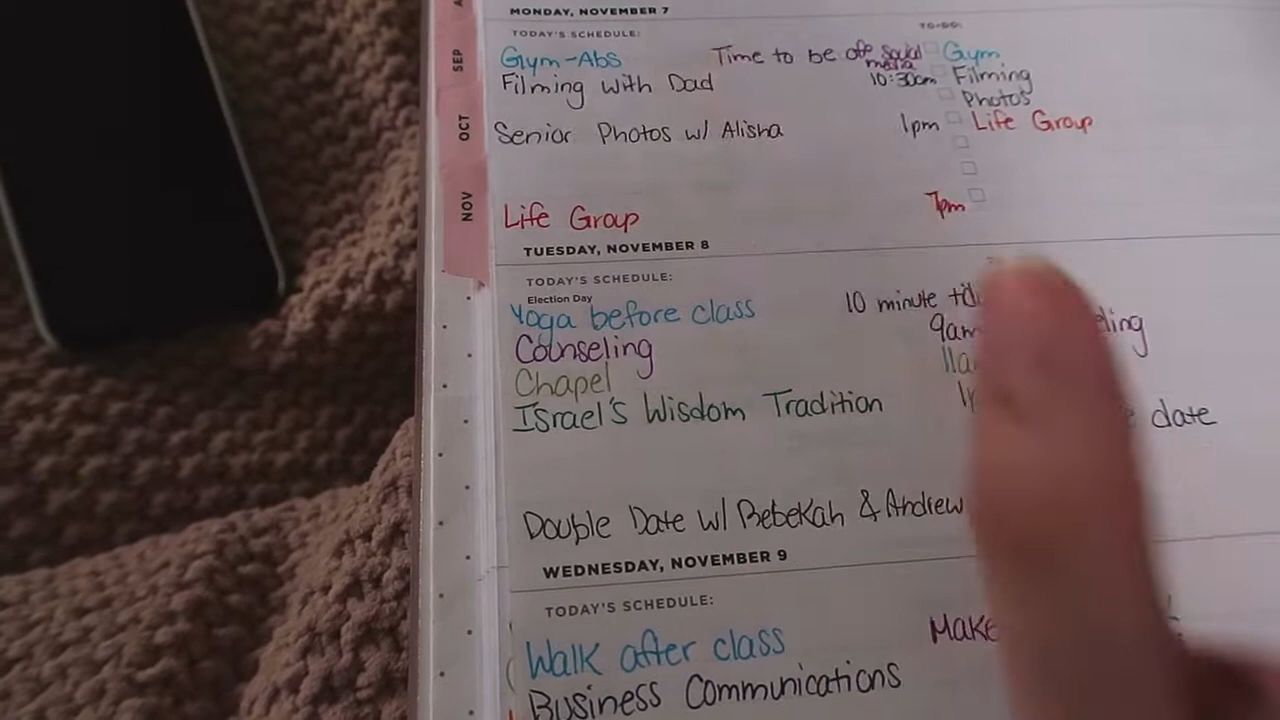 SEP
OCT
NOV
MONDAY, NOVEMBER 7
TODAY'S SCHEDULE:
TO-DO:
Gym-Abs
Time to be off social media
Gym
Filming with Dad
10:30am
Filming
Photos
Senior Photos w/ Alisha
1pm
Life Group
Life Group
7pm
TUESDAY, NOVEMBER 8
TODAY'S SCHEDULE:
Election Day
Yoga before class
10 minute
Counseling
9am
Chapel
Israel's Wisdom Tradition
date
Double Date w/ Bebekah & Andrew
WEDNESDAY, NOVEMBER 9
TODAY'S SCHEDULE:
Walk after class
Make
Business Communications